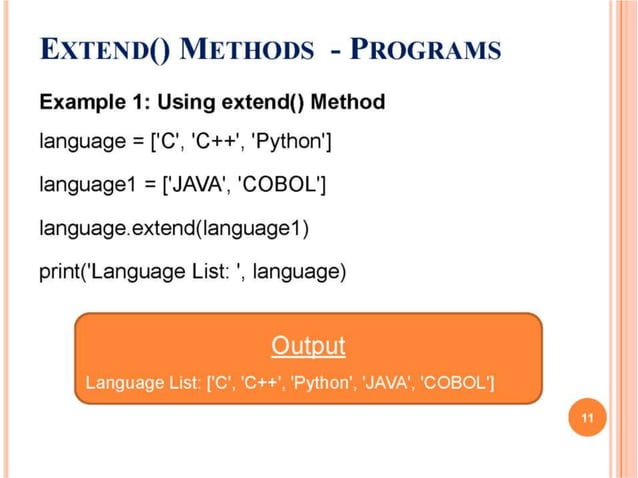 EXTEND() METHODS - PROGRAMS
Example 1: Using extend() Method
language = ['C', 'C++', 'Python']
language1 = ['JAVA', 'COBOL']
language.extend(language1)
print('Language List: ', language)
Output
Language List: ['C', 'C++', 'Python', 'JAVA', 'COBOL']
11